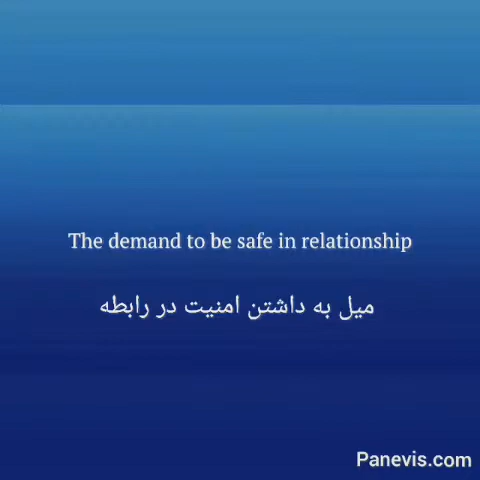 The demand to be safe in relationship
میل به داشتن امنیت در رابطه
Panevis.com